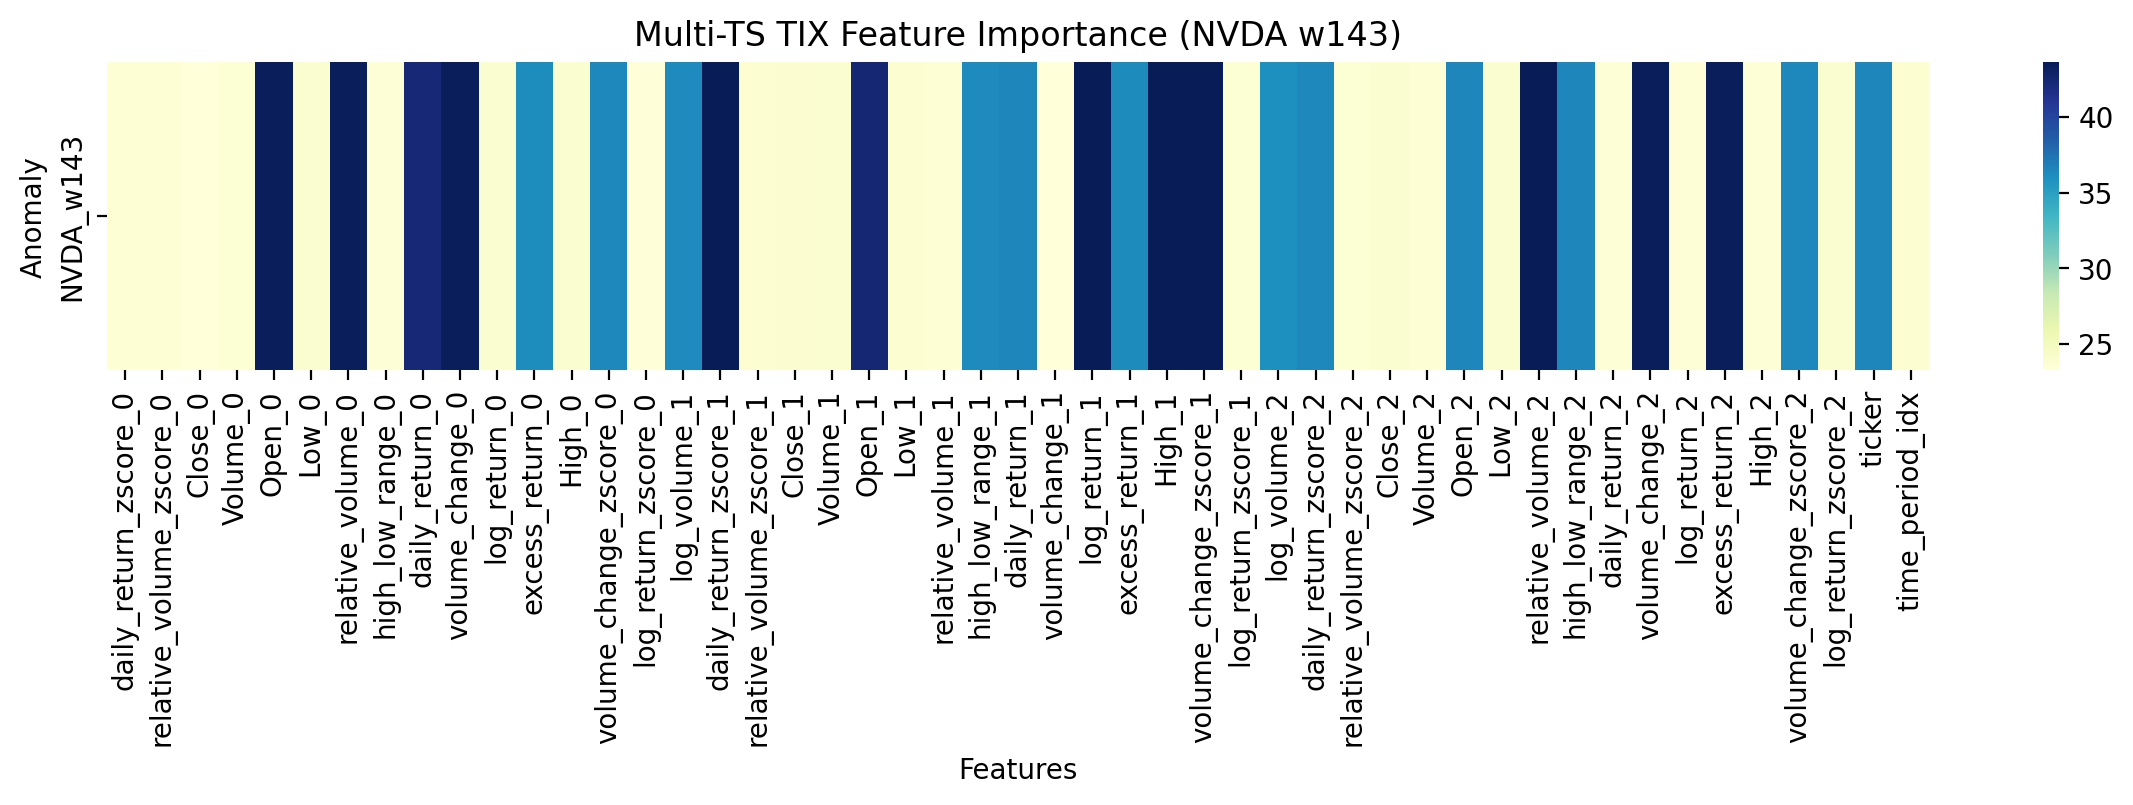 Multi-TS TIX Feature Importance (NVDA w143)
Anomaly
NVDA_w143
40
35
30
25
daily_return_zscore_0
relative_volume_zscore_0
Close_0
Volume_0
Open_0
Low_0
relative_volume_0
high_low_range_0
daily_return_0
volume_change_0
log_return_0
excess_return_0
High_0
volume_change_zscore_0
log_return_zscore_0
log_volume_1
daily_return_zscore_1
relative_volume_zscore_1
Close_1
Volume_1
Open_1
Low_1
relative_volume_1
high_low_range_1
daily_return_1
volume_change_1
log_return_1
excess_return_1
High_1
volume_change_zscore_1
log_return_zscore_1
log_volume_2
daily_return_zscore_2
relative_volume_zscore_2
Close_2
Volume_2
Open_2
Low_2
relative_volume_2
high_low_range_2
daily_return_2
volume_change_2
log_return_2
excess_return_2
High_2
volume_change_zscore_2
log_return_zscore_2
ticker
time_period_idx
Features